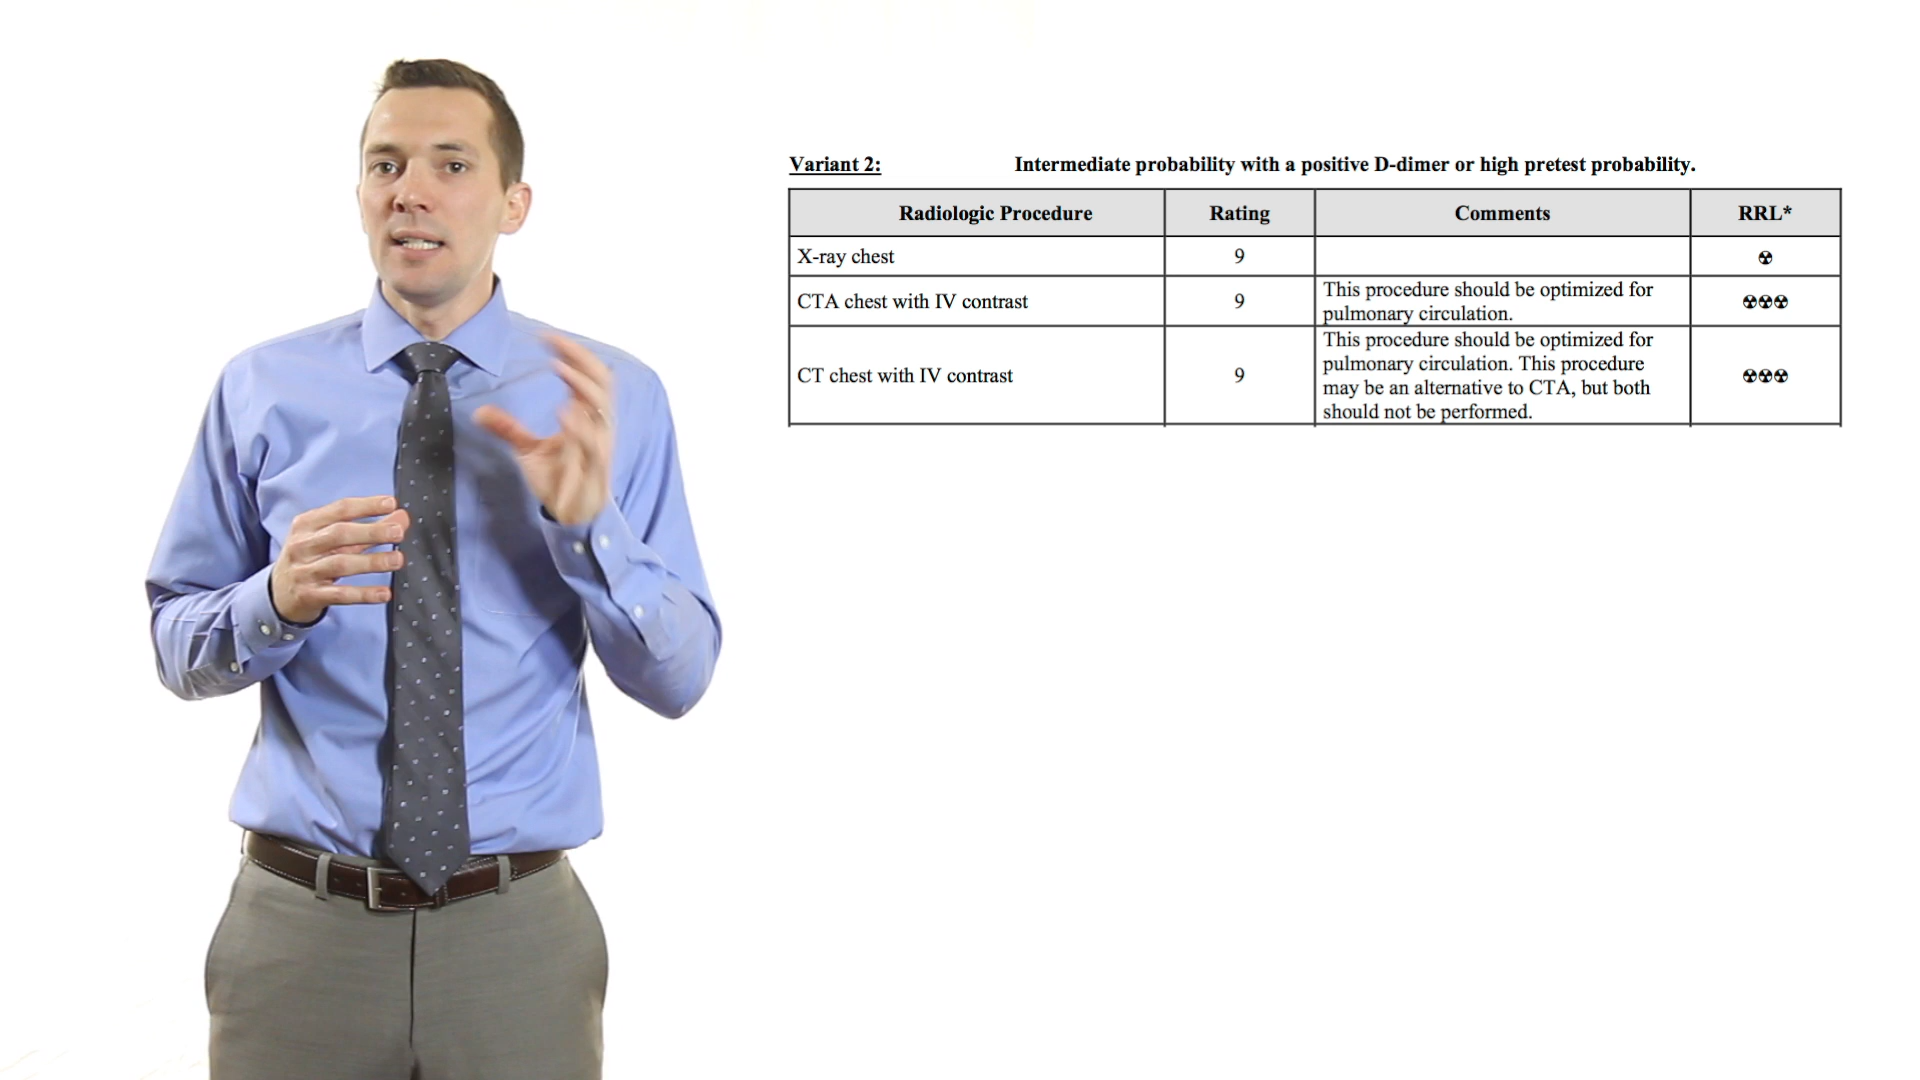 Variant 2: Intermediate probability with a positive D-dimer or high pretest probability.
Radiologic Procedure Rating Comments RRL*
X-ray chest 9 ☢
CTA chest with IV contrast 9 This procedure should be optimized for
pulmonary circulation. ☢☢☢
CT chest with IV contrast 9 This procedure should be optimized for
pulmonary circulation. This procedure
may be an alternative to CTA, but both
should not be performed. ☢☢☢